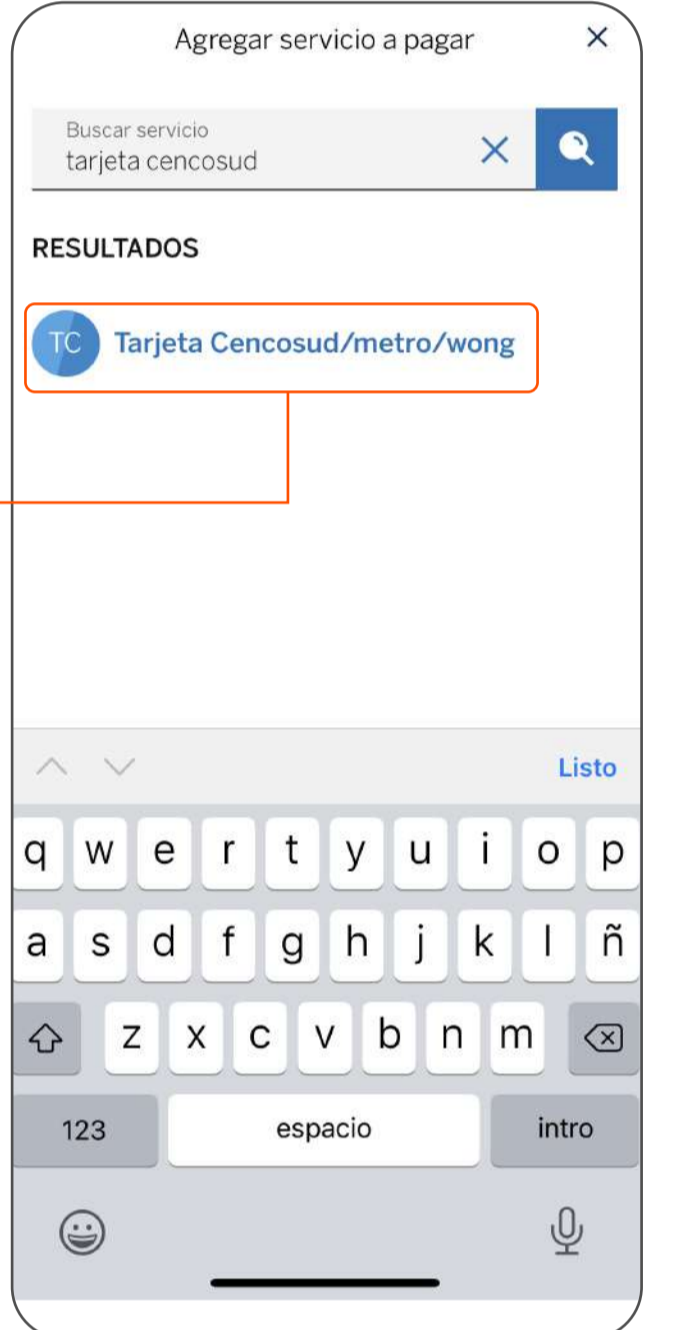 Agregar servicio a pagar
Buscar servicio
tarjeta cencosud
RESULTADOS
TC Tarjeta Cencosud/metro/wong
Listo
q w e r t y u i o p
a s d f g h j k l ñ
z x c v b n m
123 espacio intro